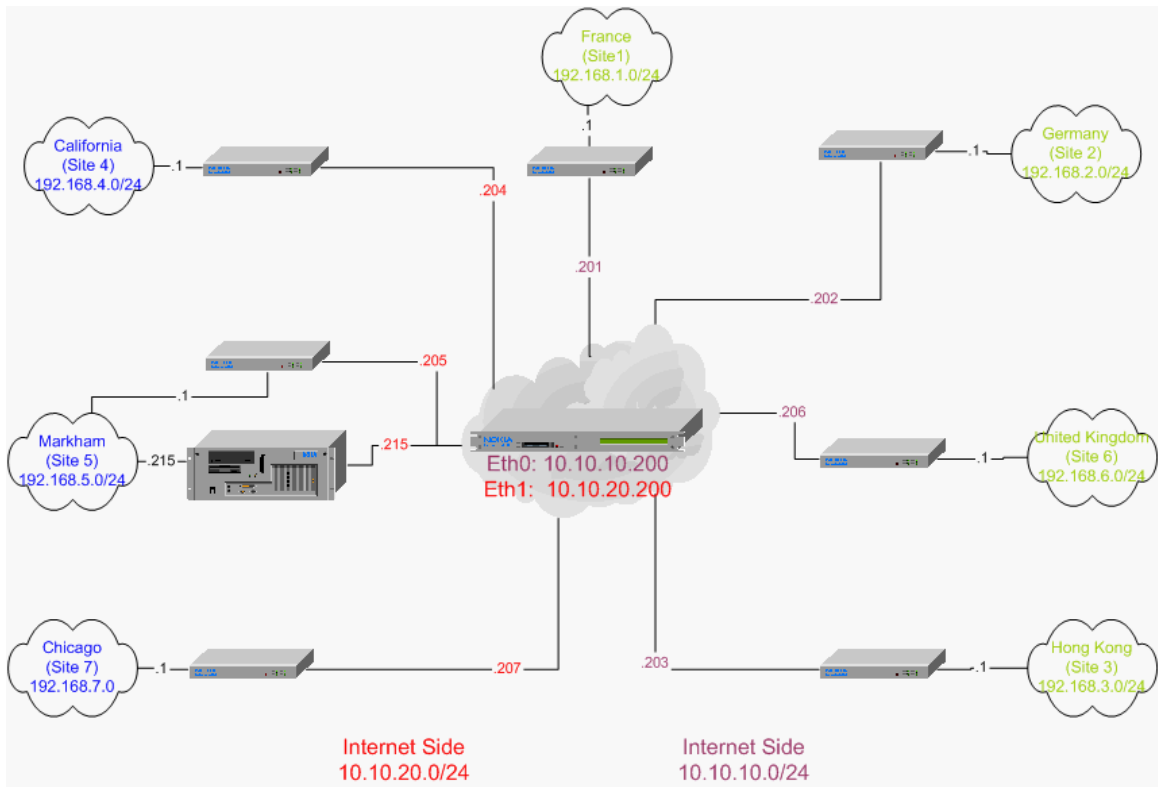 France
(Site1)
192.168.1.0/24
.1
California
(Site 4)
192.168.4.0/24
.1
.204
Germany
(Site 2)
192.168.2.0/24
.1
.201
.202
.205
.1
Markham
(Site 5)
192.168.5.0/24
.215
.215
NOKIA
Eth0: 10.10.10.200
Eth1: 10.10.20.200
.206
United Kingdom
(Site 6)
192.168.6.0/24
.1
Chicago
(Site 7)
192.168.7.0
.1
.207
.203
Hong Kong
(Site 3)
192.168.3.0/24
.1
Internet Side
10.10.20.0/24
Internet Side
10.10.10.0/24